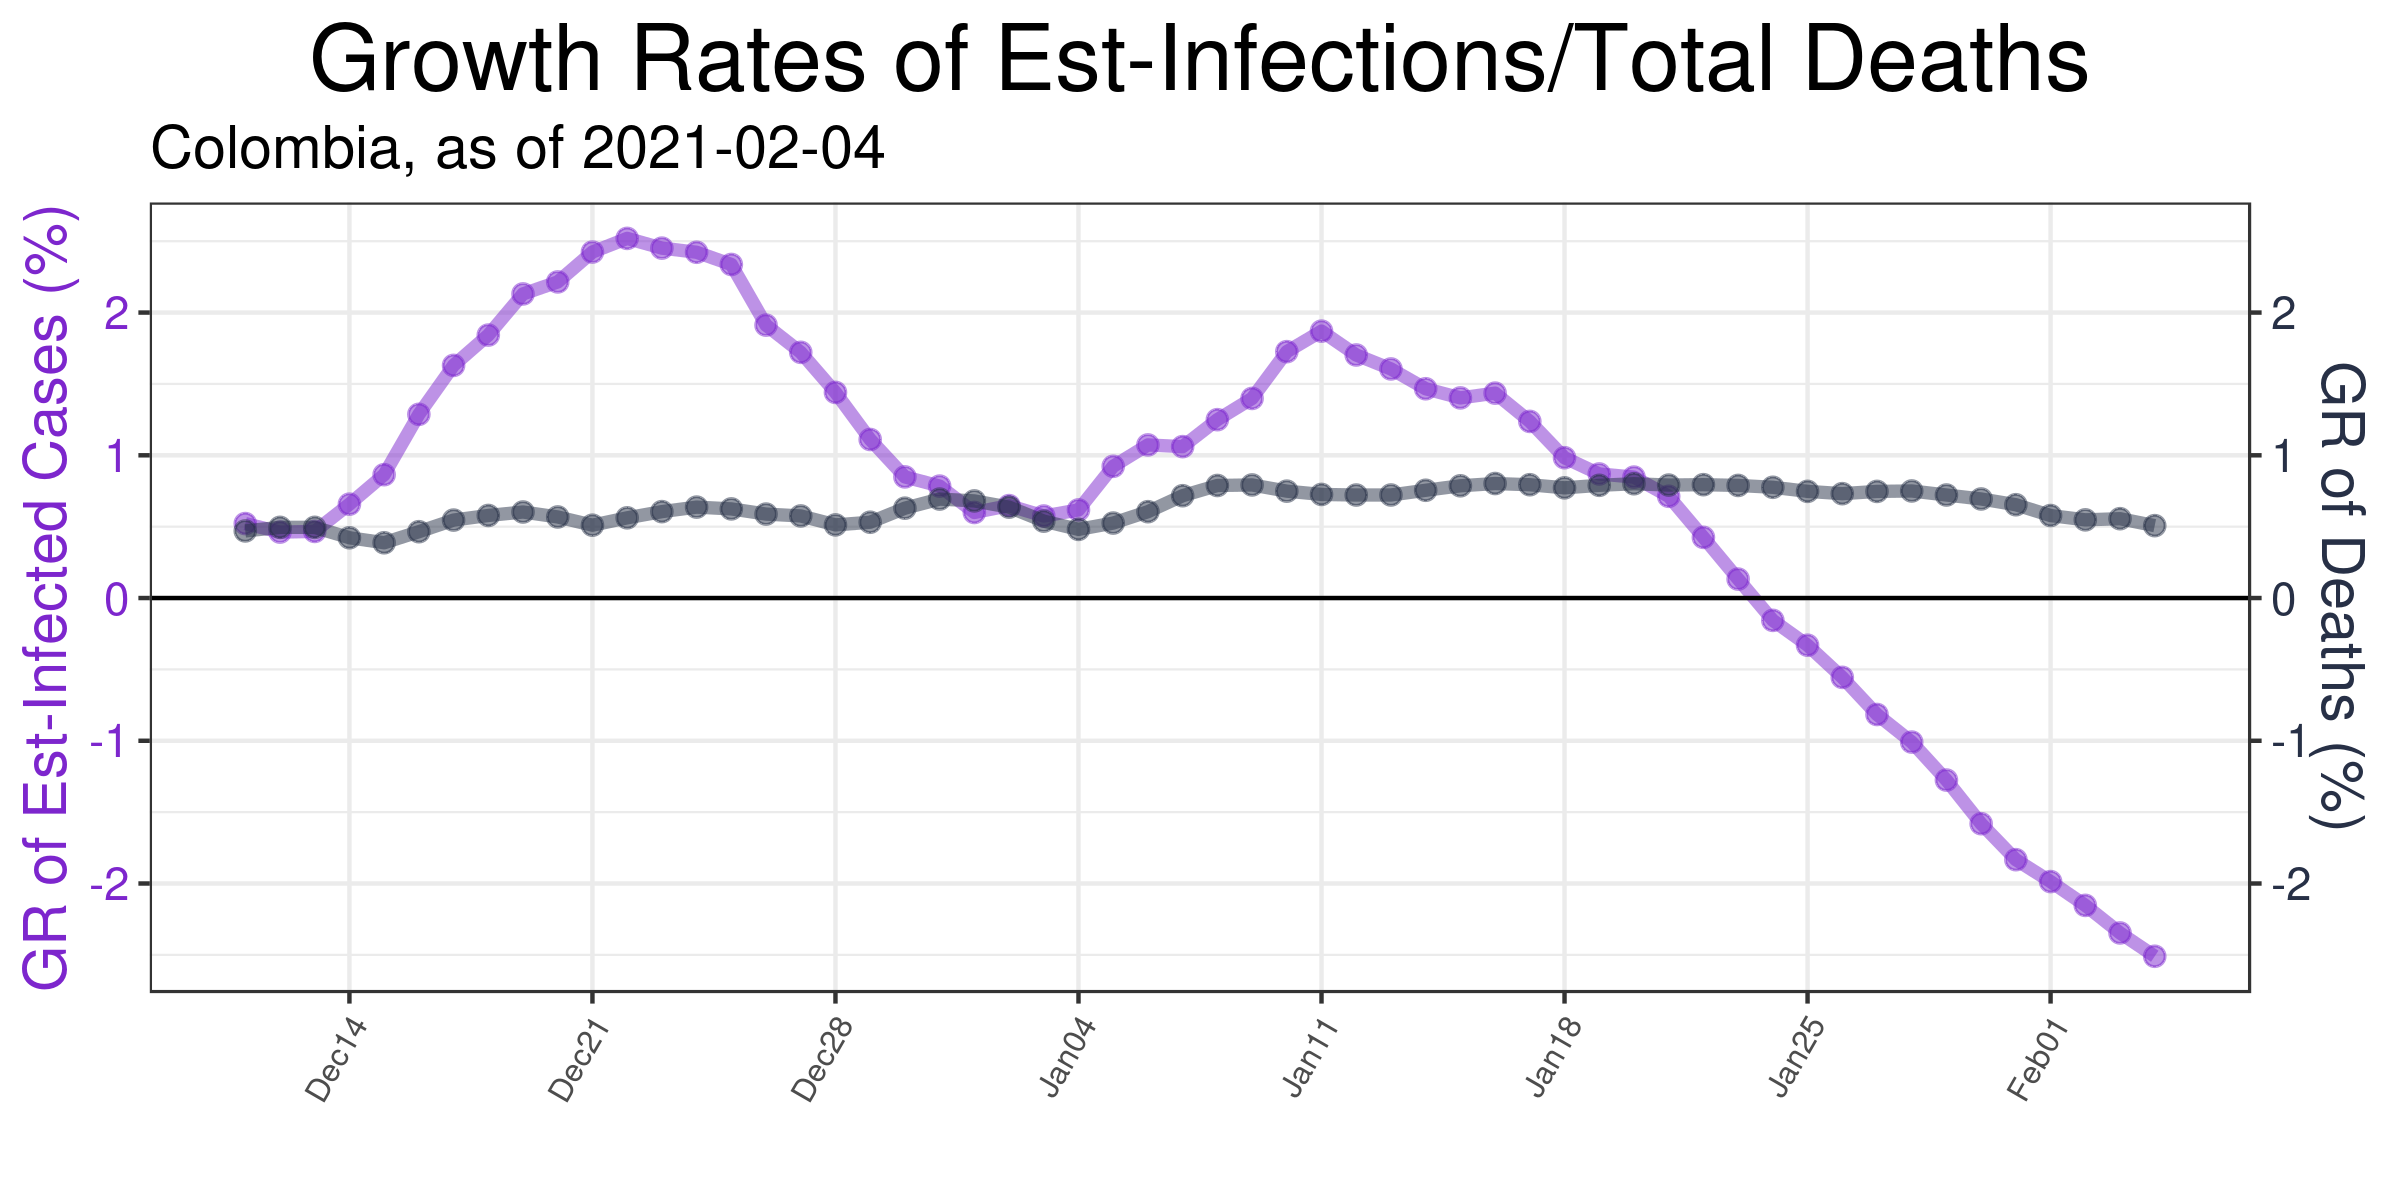 Growth Rates of Est-Infections/Total Deaths
Colombia, as of 2021-02-04
GR of Est-Infected Cases (%)
2
1
0
-1
-2
2
1
0
-1
-2
GR of Deaths (%)
Dec14
Dec21
Dec28
Jan04
Jan11
Jan18
Jan25
Feb01